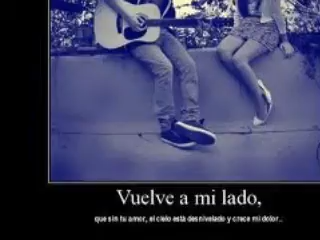 Vuelve a mi lado,
que sin tu amor, el cielo está desnivelado y crece mi dolor...